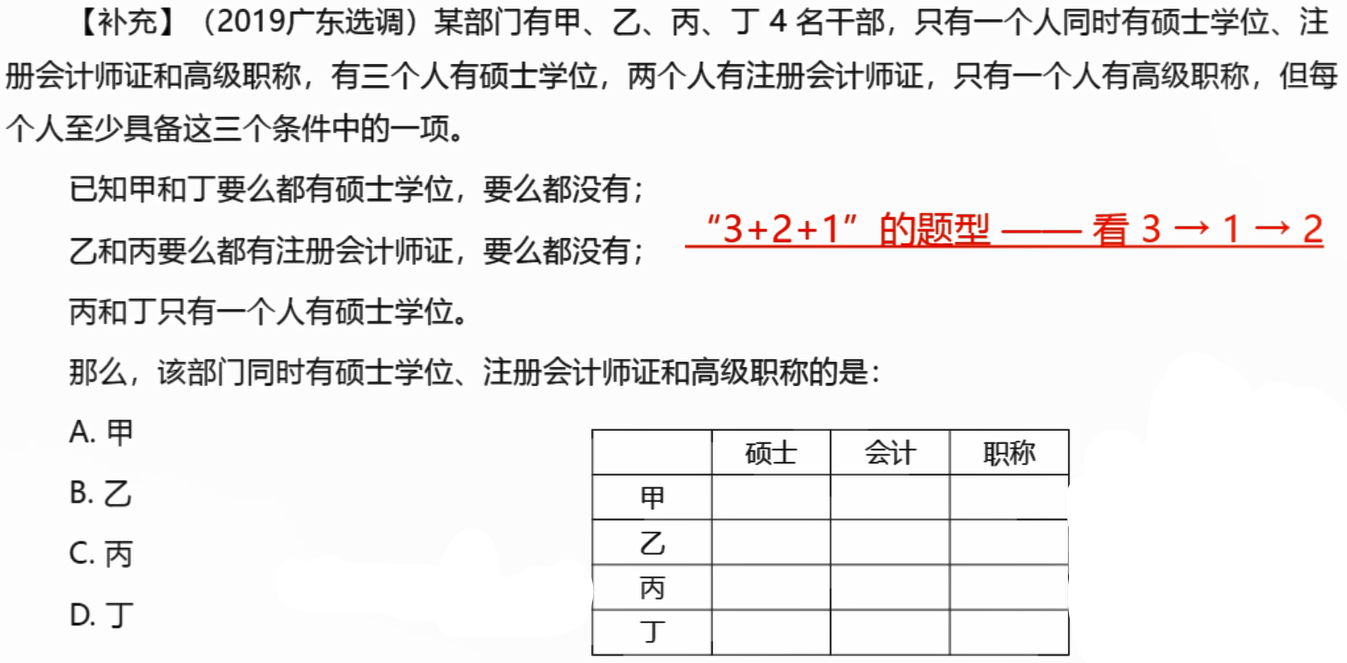 【补充】（2019广东选调）某部门有甲、乙、丙、丁 4 名干部，只有一个人同时有硕士学位、注
册会计师证和高级职称，有三个人有硕士学位，两个人有注册会计师证，只有一个人有高级职称，但每
个人至少具备这三个条件中的一项。
已知甲和丁要么都有硕士学位，要么都没有；
乙和丙要么都有注册会计师证，要么都没有；
“3+2+1”的题型 —— 看 3 → 1 → 2
丙和丁只有一个人有硕士学位。
那么，该部门同时有硕士学位、注册会计师证和高级职称的是：
A. 甲
B. 乙
C. 丙
D. 丁
硕士 会计 职称
甲
乙
丙
丁